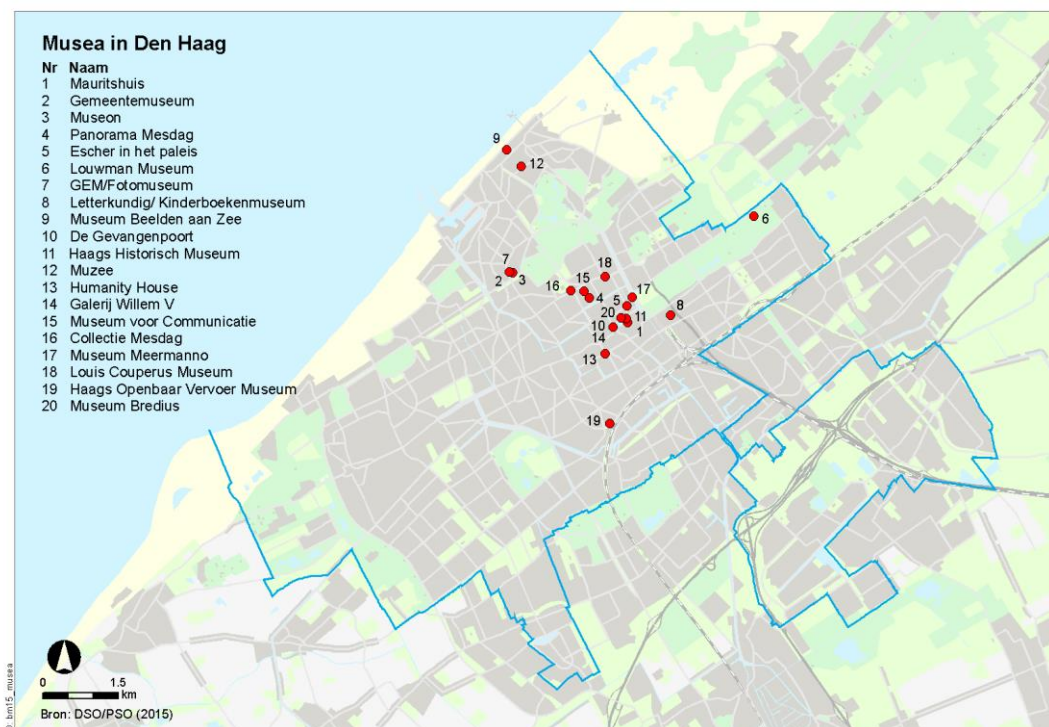 Musea in Den Haag
Nr Naam
1 Mauritshuis
2 Gemeentemuseum
3 Museon
4 Panorama Mesdag
5 Escher in het paleis
6 Louwman Museum
7 GEM/Fotomuseum
8 Letterkundig/ Kinderboekenmuseum
9 Museum Beelden aan Zee
10 De Gevangenpoort
11 Haags Historisch Museum
12 Muzee
13 Humanity House
14 Galerij Willem V
15 Museum voor Communicatie
16 Collectie Mesdag
17 Museum Meermanno
18 Louis Couperus Museum
19 Haags Openbaar Vervoer Museum
20 Museum Bredius
9
12
6
7
2 3
18
16 15
4
5 17
20 11
8
10
1
14
13
19
0 1.5
km
Bron: DSO/PSO (2015)
bm15_musea